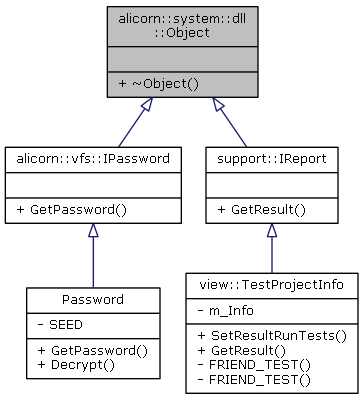 alicorn::system::dll
::Object
+ ~Object()
alicorn::vfs::IPassword
+ GetPassword()
support::IReport
+ GetResult()
Password
- SEED
+ GetPassword()
+ Decrypt()
view::TestProjectInfo
- m_Info
+ SetResultRunTests()
+ GetResult()
- FRIEND_TEST()
- FRIEND_TEST()